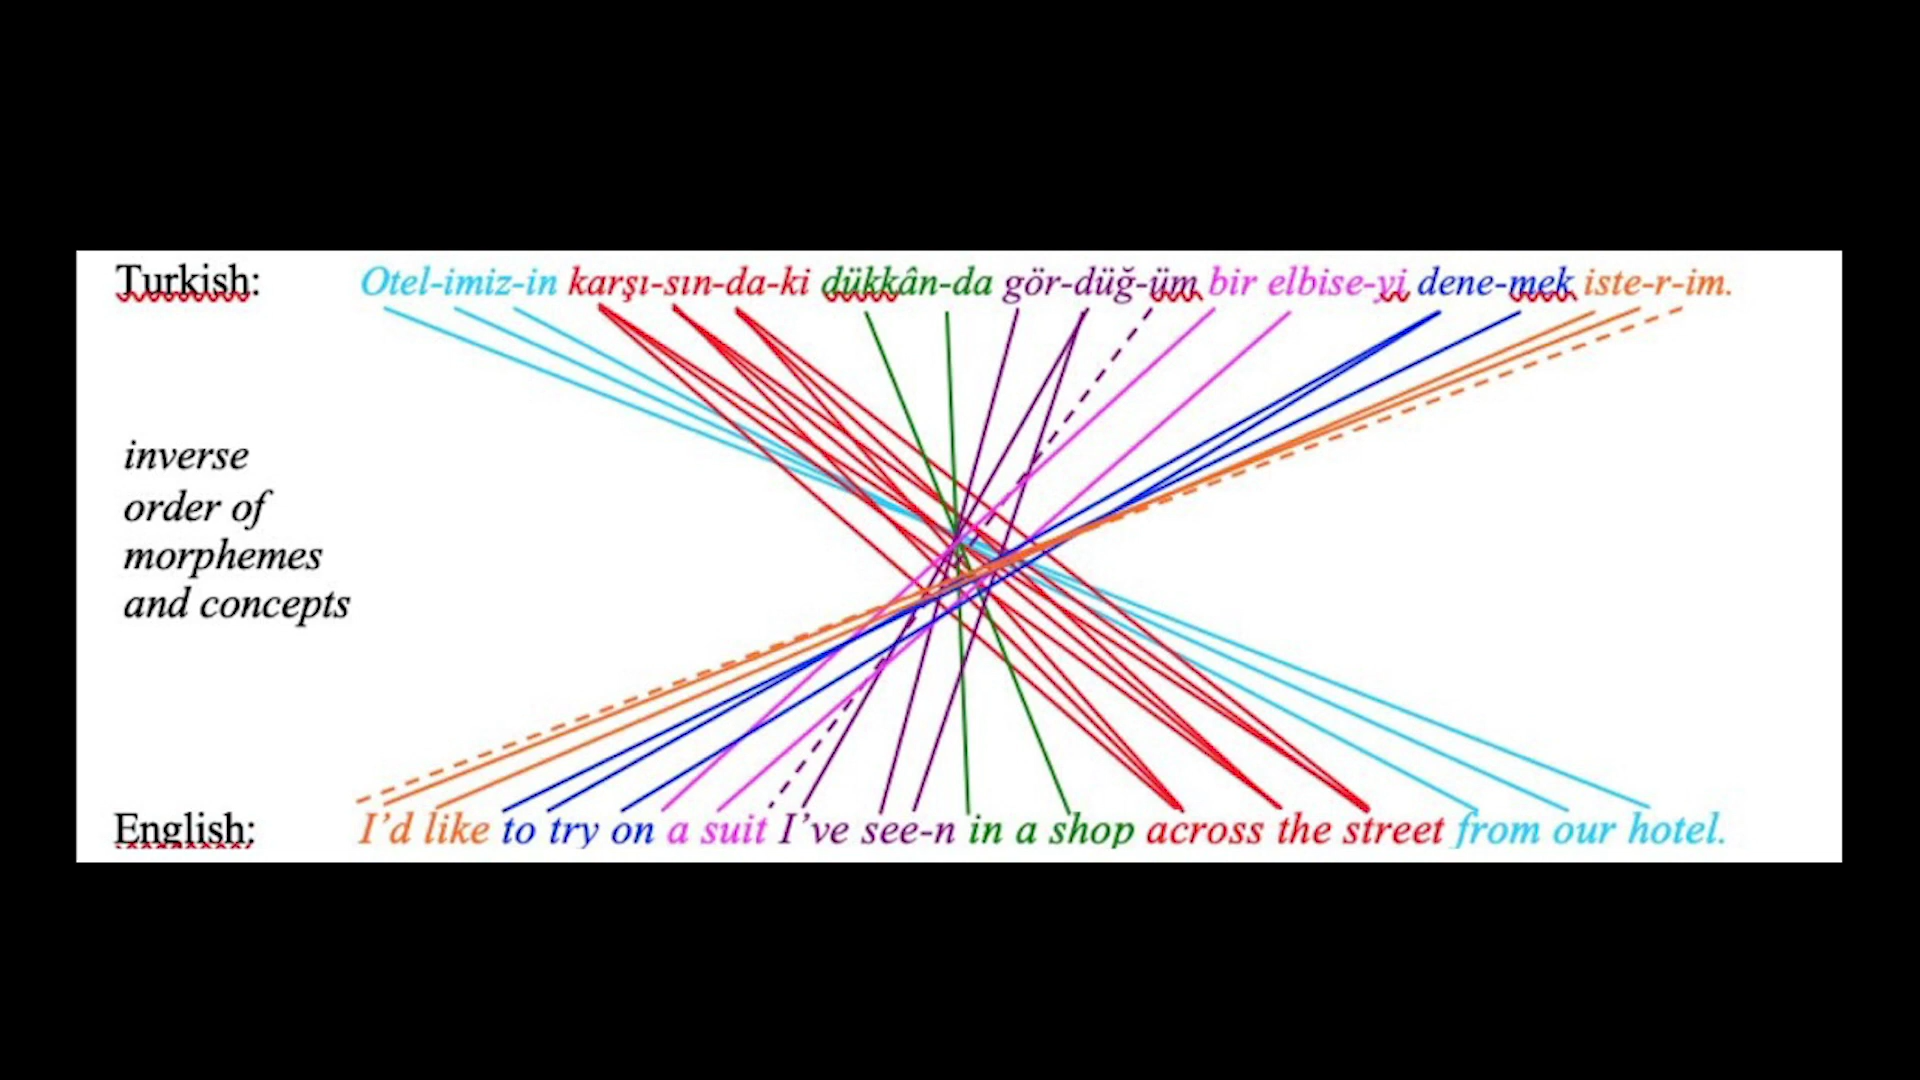 Turkish: Otel-imiz-in karşı-sın-da-ki dükkân-da gör-düğ-üm bir elbise-yi dene-mek iste-r-im.
inverse
order of
morphemes
and concepts
English: I’d like to try on a suit I’ve see-n in a shop across the street from our hotel.